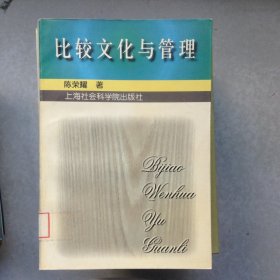 比较文化与管理
陈荣耀 著
上海社会科学院出版社
Bijiao
Wenhua
Yu
Guanli